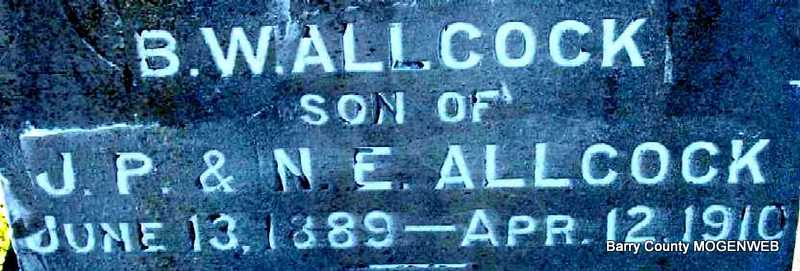 B.W.ALLCOCK
SON OF
J. P. & N. E. ALLCOCK
JUNE 13, 1889 — APR. 12 1910
Barry County MOGENWEB